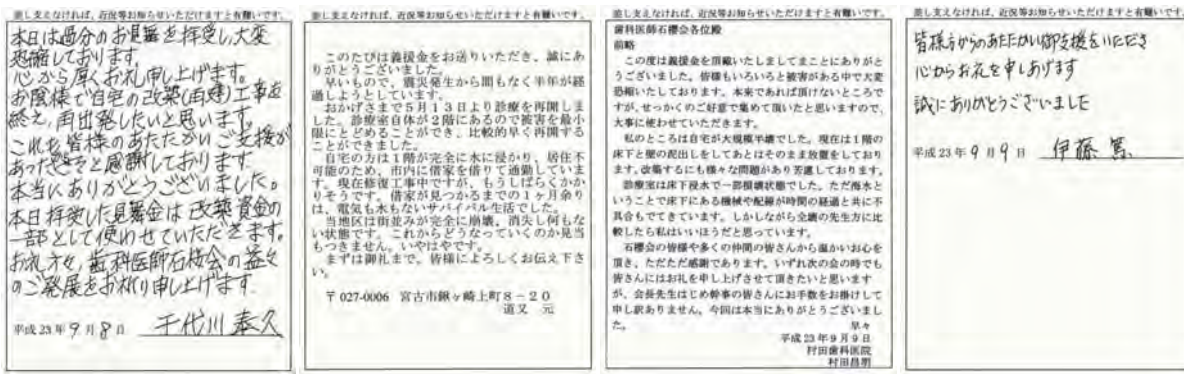 差し支えなければ、近況等お知らせいただけますと有難いです。
本日は過分のお見舞を拝受し、大変
恐縮しております。
心から厚くお礼申し上げます。
お陰様で自宅の改築(再建)工事を
終え、再出発したいと思います。
これも皆様のあたたかいご支援が
あったからと感謝しております。
本当にありがとうございました。
本日拝受した見舞金は改築資金の
一部として使わせていただきます。
お礼方々、歯科医師石桜会の益々
のご発展をお祈り申し上げます。
平成23年9月8日 千代川泰久
差し支えなければ、近況等お知らせいただけますと有難いです。
このたびは義援金をお送りいただき、誠にあ
りがとうございました。
早いもので、震災発生から間もなく半年が経
過しようとしています。
おかげさまで5月13日より診療を再開しま
した。診療室自体が2階にあるので被害を最小
限にとどめることができ、比較的早く再開する
ことができました。
自宅の方は1階が完全に水に浸かり、居住不
可能のため、市内に借家を借りて通勤していま
す。現在修復工事中ですが、もうしばらくかか
りそうです。借家が見つかるまでの1ヶ月余り
は、電気も水もないサバイバル生活でした。
当地区は街並みが完全に崩壊、消失し何もな
い状態です。これからどうなっていくのか見当
もつきません。いやはやです。
まずは御礼まで。皆様によろしくお伝え下さ
い。
〒027-0006 宮古市鍬ヶ崎上町8－20
道又 元
差し支えなければ、近況等お知らせいただけますと有難いです。
歯科医師石櫻会各位殿
前略
この度は義援金を頂戴いたしましてまことにありがと
うございました。皆様もいろいろと被害がある中で大変
恐縮いたしております。本来であれば頂けないところで
すが、せっかくのご好意で集めて頂いたと思いますので、
大事に使わせていただきます。
私のところは自宅が大規模半壊でした。現在は1階の
床下と壁の泥出しをしてあとはそのまま放置をしており
ます。改築するにも様々な問題があり苦慮しております。
診療室は床下浸水で一部損壊状態でした。ただ海水と
いうことで床下にある機械や配線が時間の経過と共に不
具合もでてきています。しかしながら全壊の先生方に比
較したら私はいいほうだと思っています。
石櫻会の皆様や多くの仲間の皆さんから温かいお心を
頂き、ただただ感謝であります。いずれ次の会の時でも
皆さんにはお礼を申し上げさせて頂きたいと思います
が、会長先生はじめ幹事の皆さんにお手数をお掛けして
申し訳ありません。今回は本当にありがとうございまし
た。 早々
平成23年9月9日
村田歯科医院
村田昌明
差し支えなければ、近況等お知らせいただけますと有難いです。
皆様方からのあたたかい御支援をいただき
心からお礼を申しあげます
誠にありがとうございました
平成23年9月9日 伊藤 篤